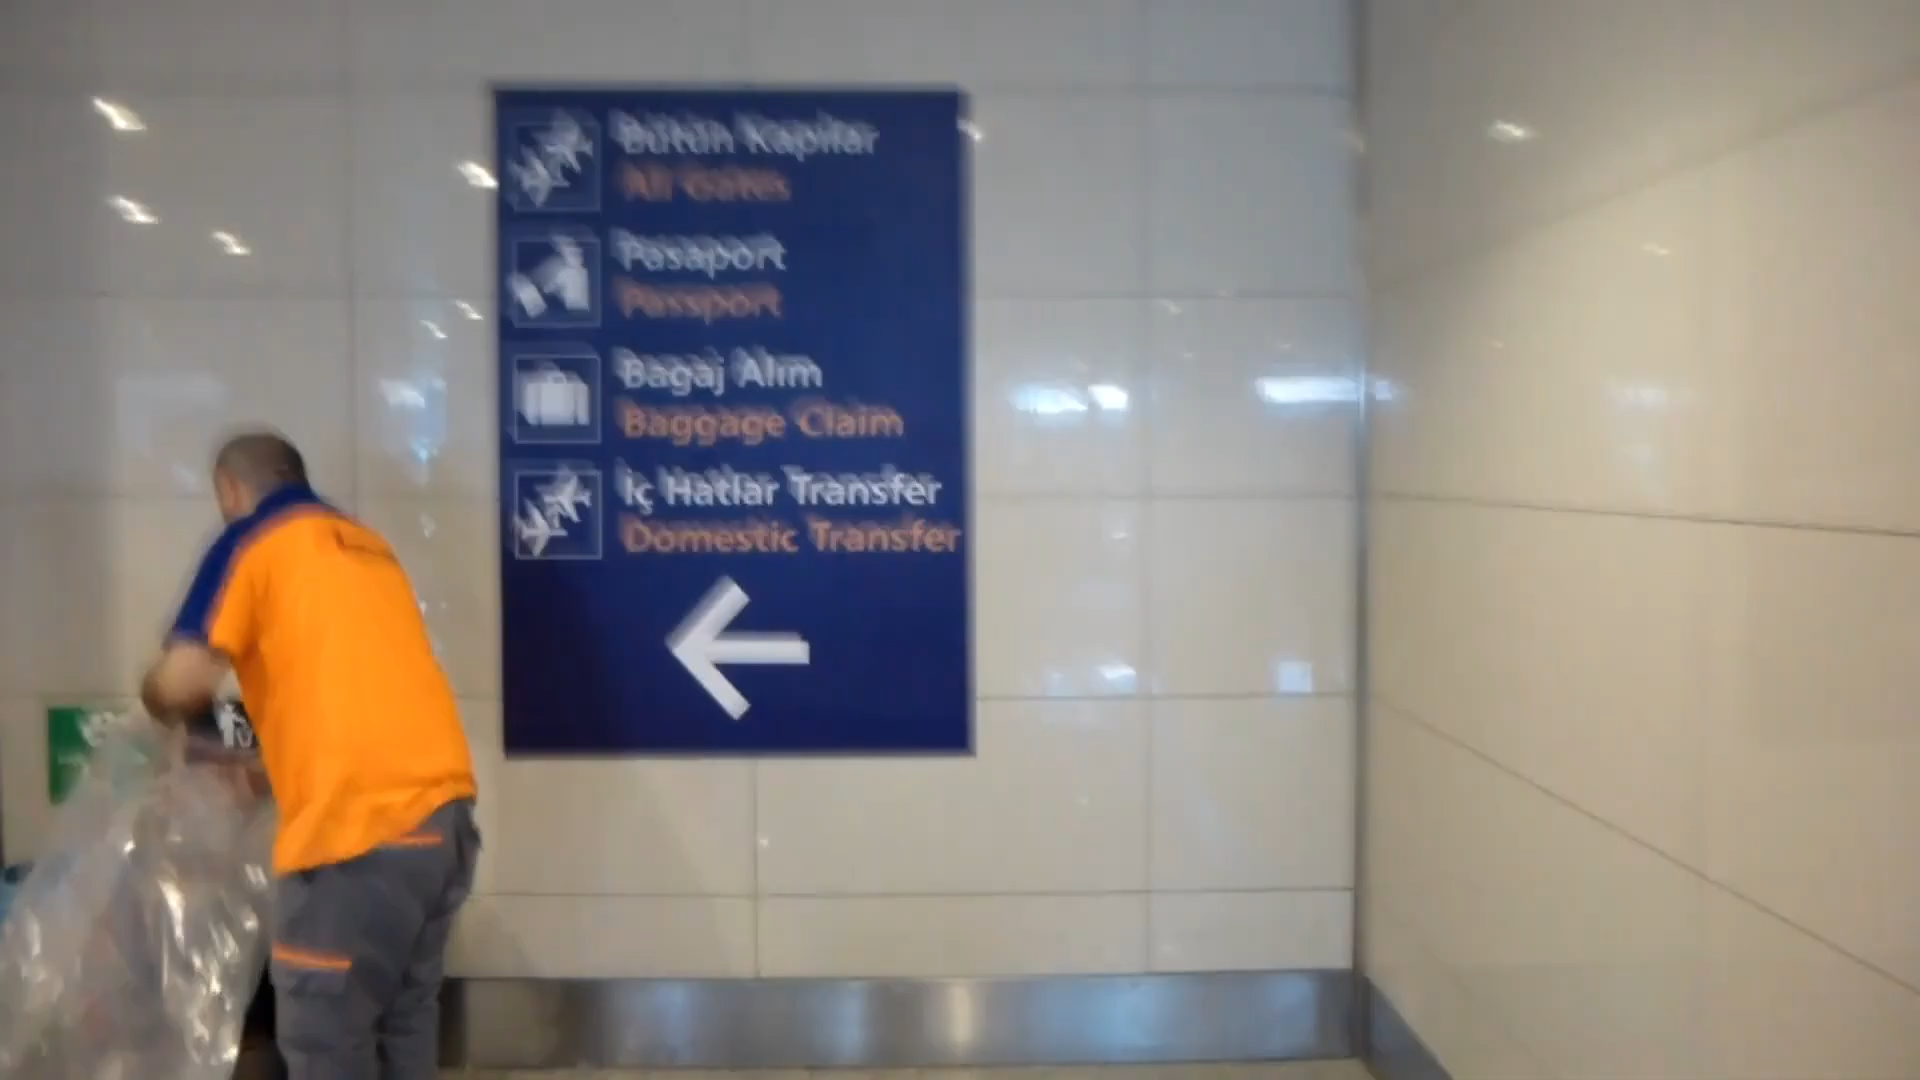 Bütün Kapılar
All Gates
Pasaport
Passport
Bagaj Alım
Baggage Claim
İç Hatlar Transfer
Domestic Transfer